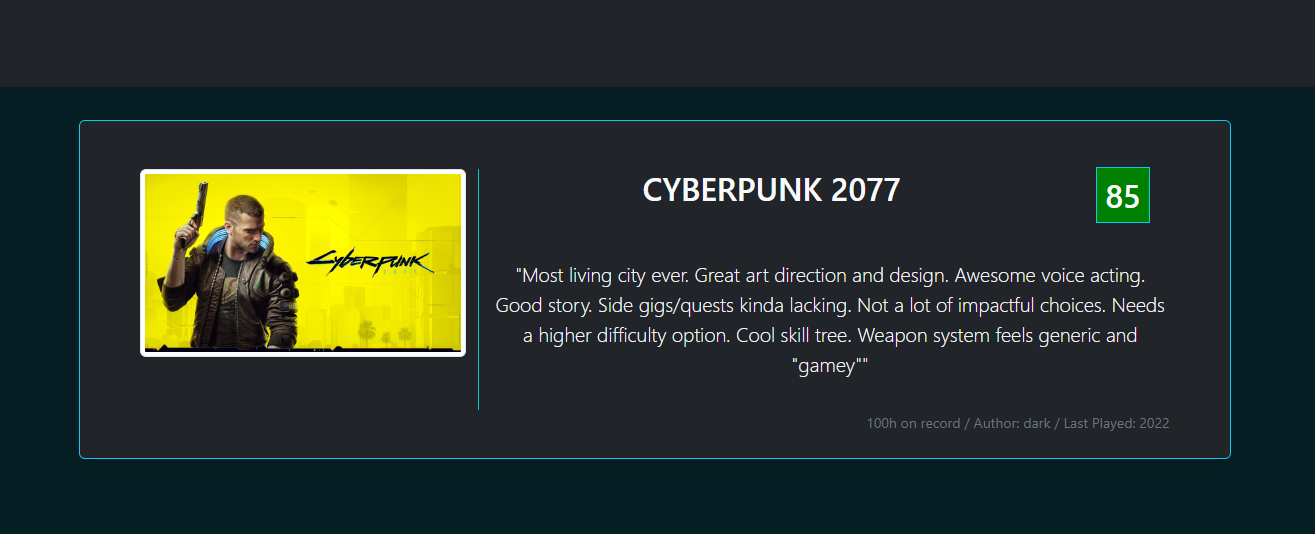 CYBERPUNK 2077
85
Cyberpunk
2077
"Most living city ever. Great art direction and design. Awesome voice acting.
Good story. Side gigs/quests kinda lacking. Not a lot of impactful choices. Needs
a higher difficulty option. Cool skill tree. Weapon system feels generic and
"gamey""
100h on record / Author: dark / Last Played: 2022